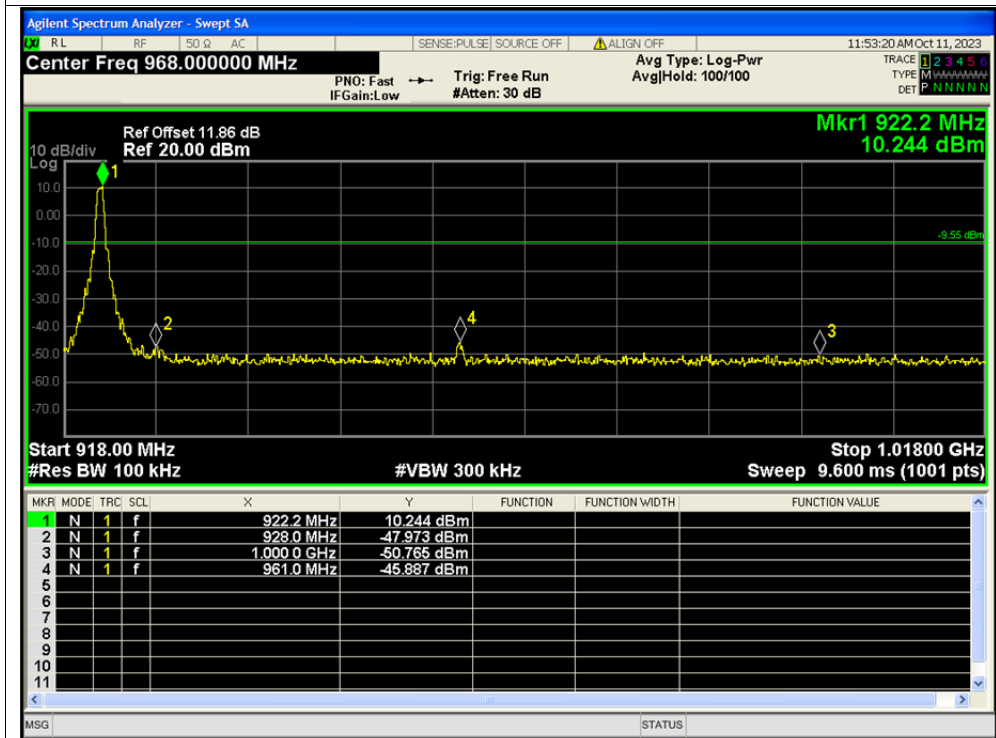 Agilent Spectrum Analyzer - Swept SA
LXI RL RF 50 Ω AC SENSE:PULSE SOURCE OFF ALIGN OFF 11:53:20 AM Oct 11, 2023
Center Freq 968.000000 MHz
PNO: Fast
IFGain:Low
Trig: Free Run
#Atten: 30 dB
Avg Type: Log-Pwr
Avg|Hold: 100/100
TRACE 1 2 3 4 5 6
TYPE M WWWWW
DET P N N N N N
Mkr1 922.2 MHz
10.244 dBm
Ref Offset 11.86 dB
10 dB/div Ref 20.00 dBm
Log
1
10.0
0.00
-9.55 dBm
-10.0
-20.0
-30.0
-40.0
2
4
3
-50.0
-60.0
-70.0
Start 918.00 MHz Stop 1.01800 GHz
#Res BW 100 kHz #VBW 300 kHz Sweep 9.600 ms (1001 pts)
MKR MODE TRC SCL X Y FUNCTION FUNCTION WIDTH FUNCTION VALUE
1 N 1 f 922.2 MHz 10.244 dBm
2 N 1 f 928.0 MHz -47.973 dBm
3 N 1 f 1.000 0 GHz -50.765 dBm
4 N 1 f 961.0 MHz -45.887 dBm
5
6
7
8
9
10
11
MSG STATUS